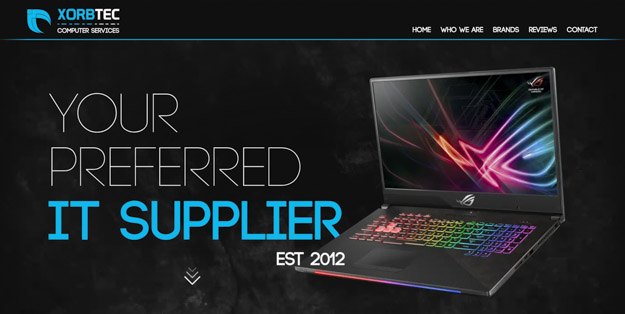 XORBTEC
COMPUTER SERVICES
HOME WHO WE ARE BRANDS REVIEWS CONTACT
YOUR
PREFERRED
IT SUPPLIER
EST 2012